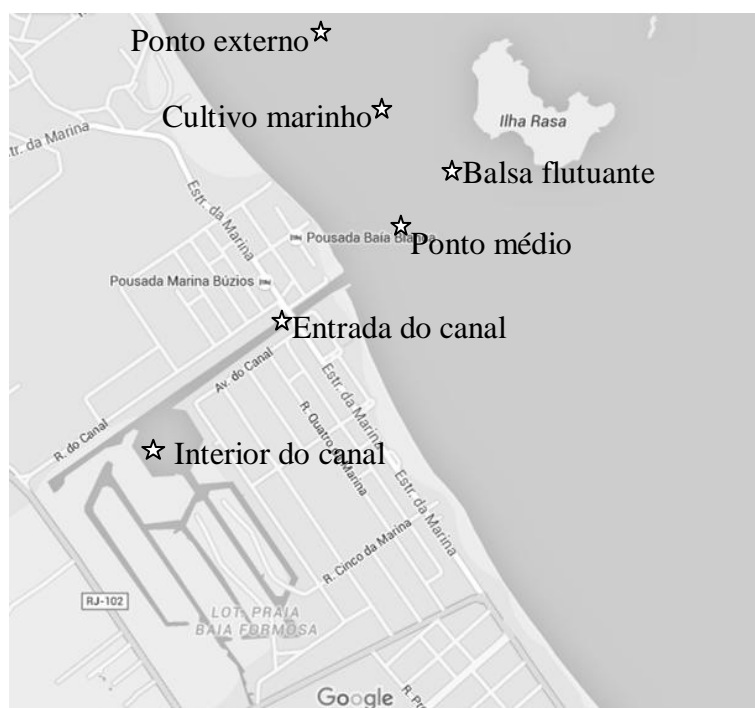 Ponto externo
Cultivo marinho
Ilha Rasa
Estr. da Marina
Balsa flutuante
Estr. da Marina
Pousada Baía
Ponto médio
Pousada Marina Búzios
Entrada do canal
Av. do Canal
Estr. da Marina
R. do Canal
R. Quatro da Marina
Interior do canal
Estr. da Marina
R. Cinco da Marina
RJ-102
LOT. PRAIA
BAIA FORMOSA
Google